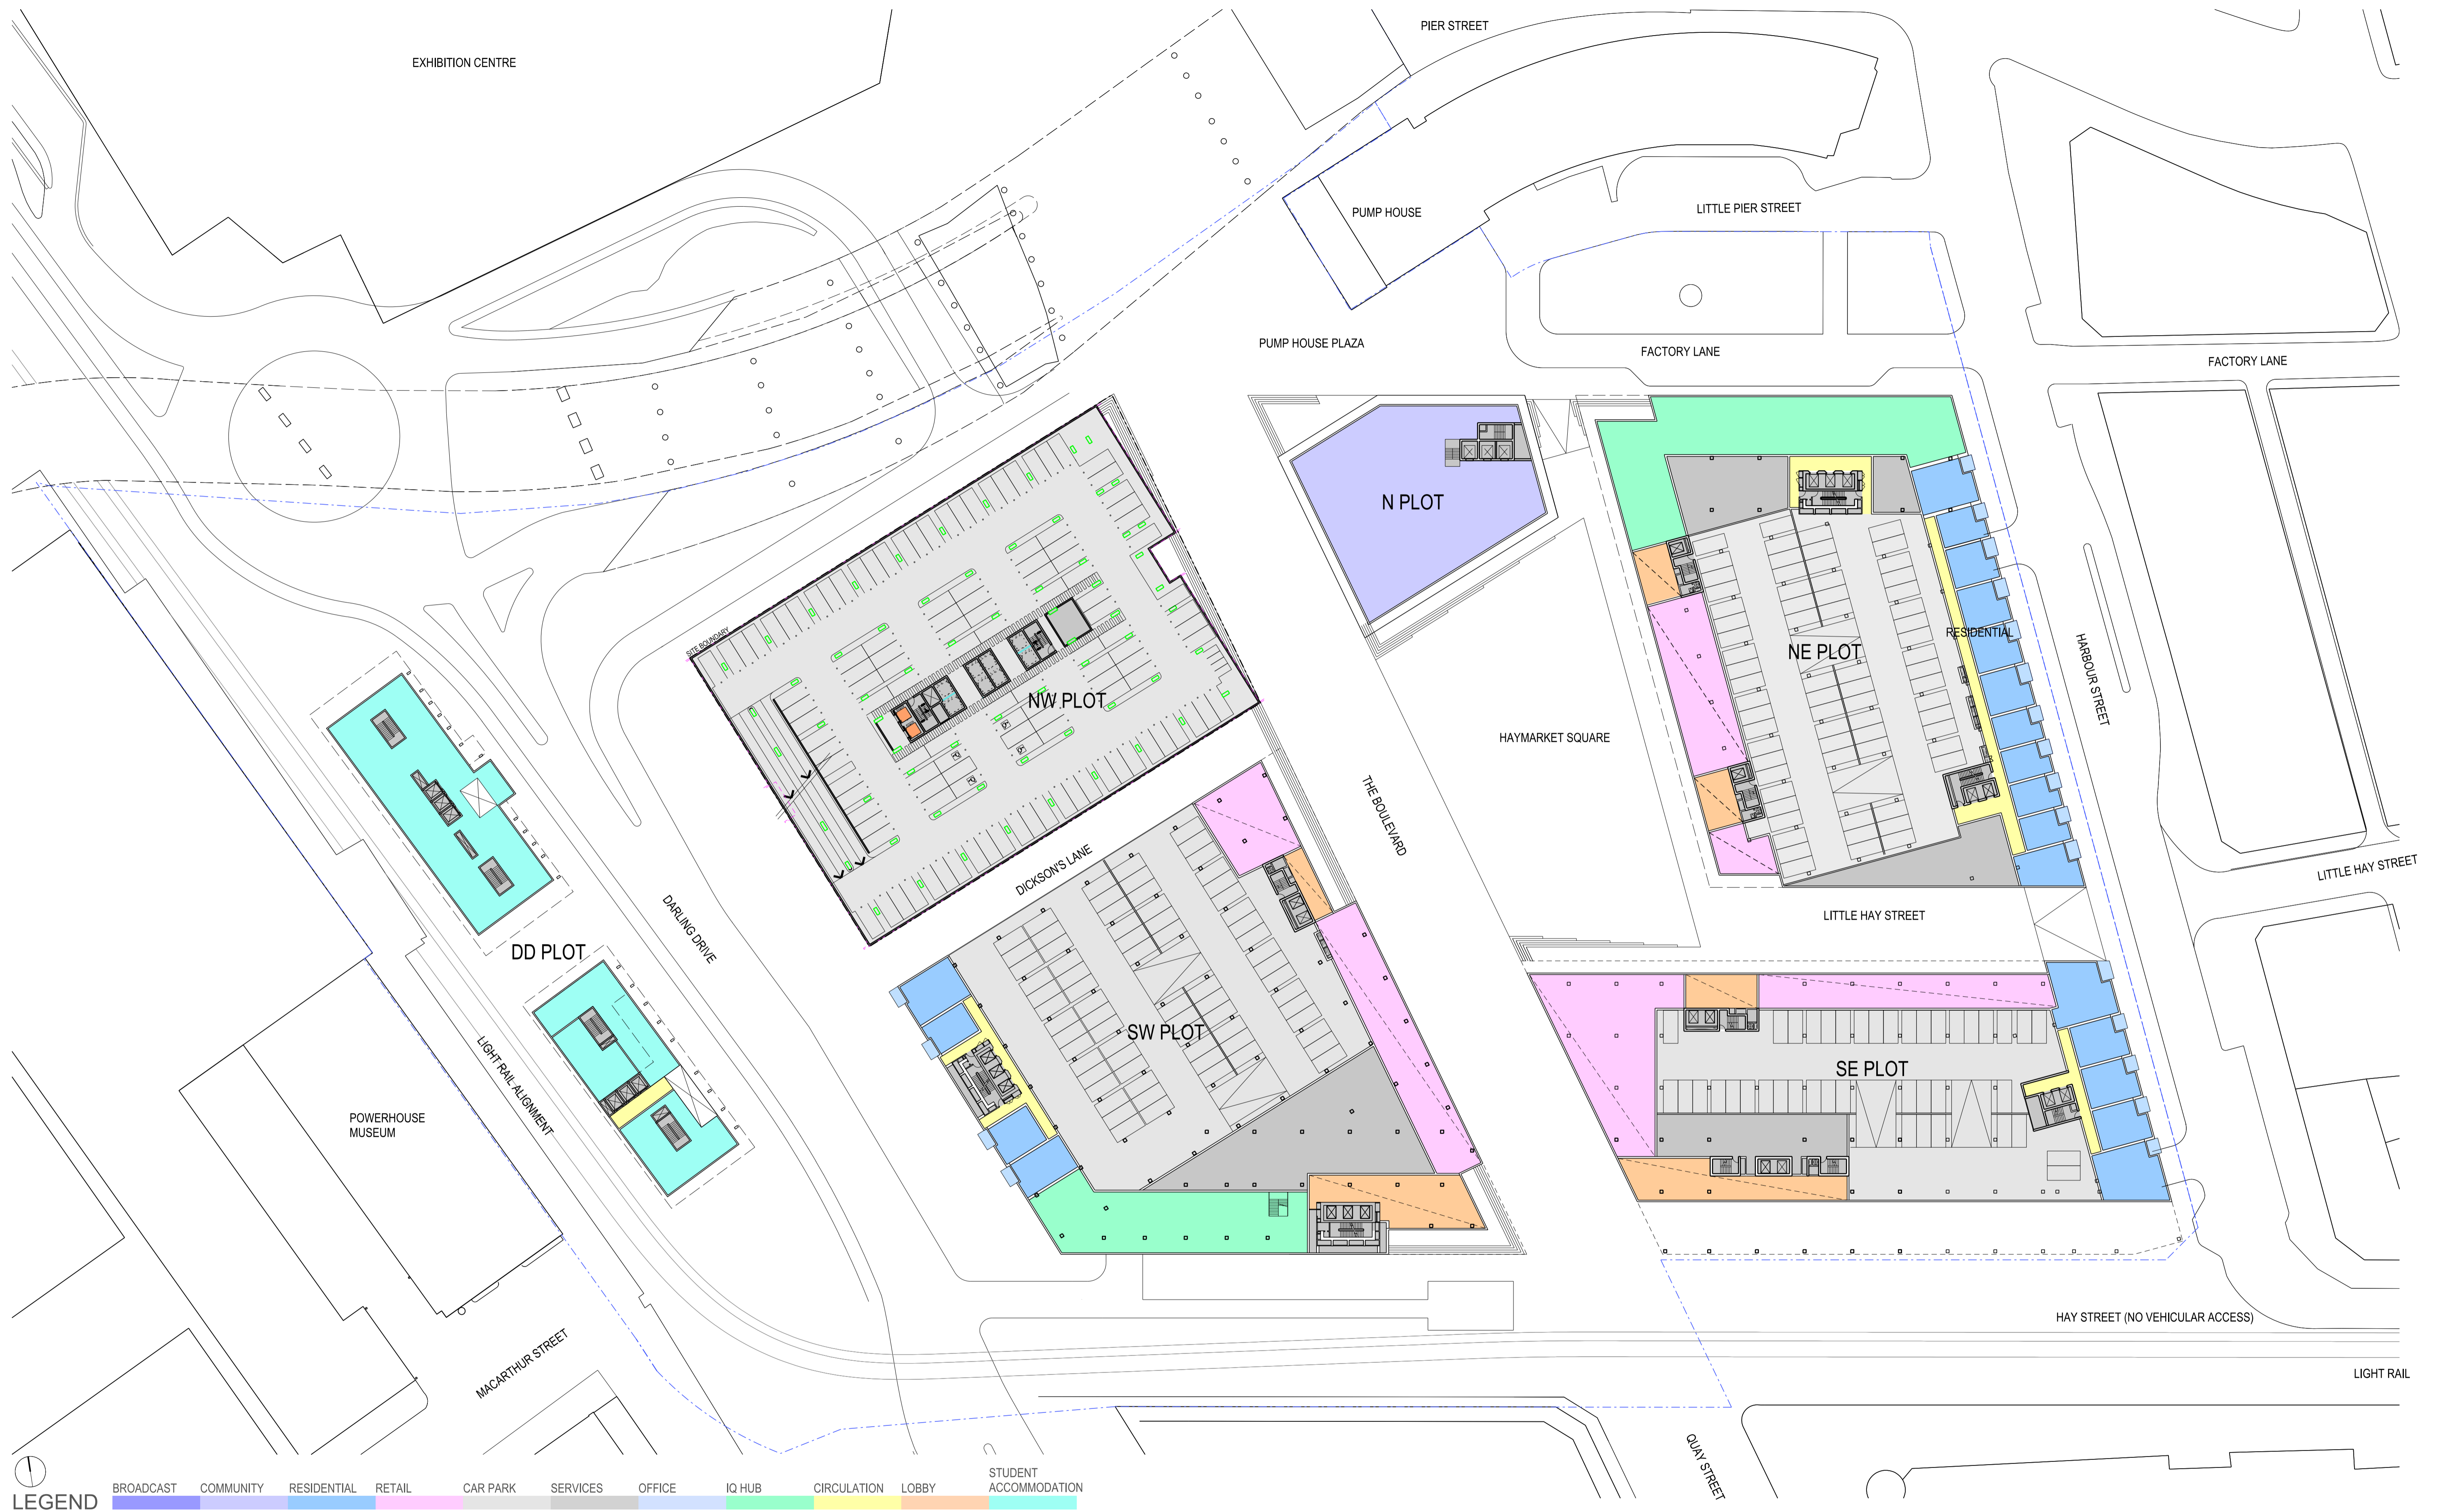 PIER STREET
EXHIBITION CENTRE
PUMP HOUSE
LITTLE PIER STREET
PUMP HOUSE PLAZA
FACTORY LANE
FACTORY LANE
N PLOT
SITE BOUNDARY
RESIDENTIAL
NE PLOT
HARBOUR STREET
NW PLOT
HAYMARKET SQUARE
THE BOULEVARD
DICKSON'S LANE
LITTLE HAY STREET
DARLING DRIVE
LITTLE HAY STREET
DD PLOT
SW PLOT
SE PLOT
LIGHT RAIL ALIGNMENT
POWERHOUSE
MUSEUM
HAY STREET (NO VEHICULAR ACCESS)
MACARTHUR STREET
LIGHT RAIL
QUAY STREET
LEGEND
BROADCAST
COMMUNITY
RESIDENTIAL
RETAIL
CAR PARK
SERVICES
OFFICE
IQ HUB
CIRCULATION
LOBBY
STUDENT
ACCOMMODATION